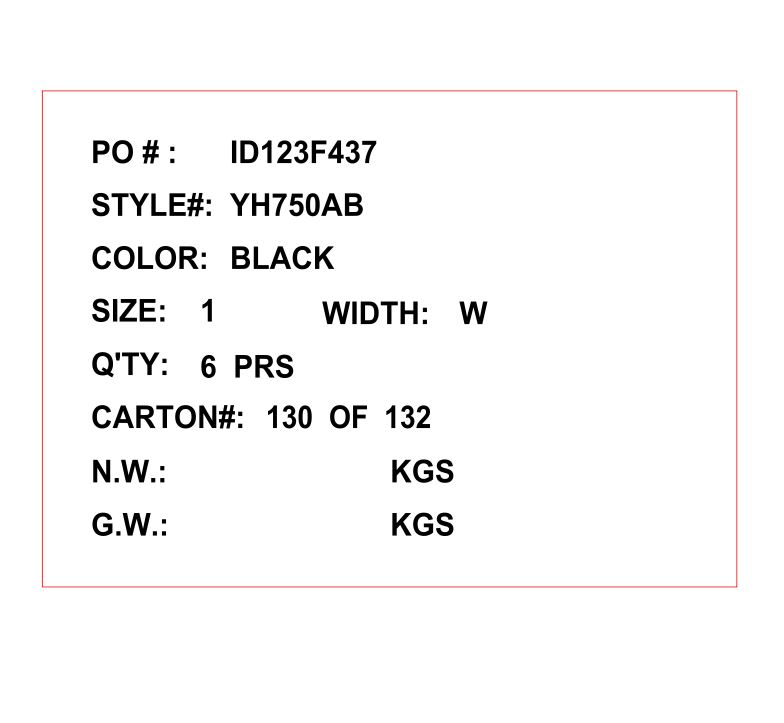 PO # : ID123F437
STYLE#: YH750AB
COLOR: BLACK
SIZE: 1 WIDTH: W
Q'TY: 6 PRS
CARTON#: 130 OF 132
N.W.: KGS
G.W.: KGS